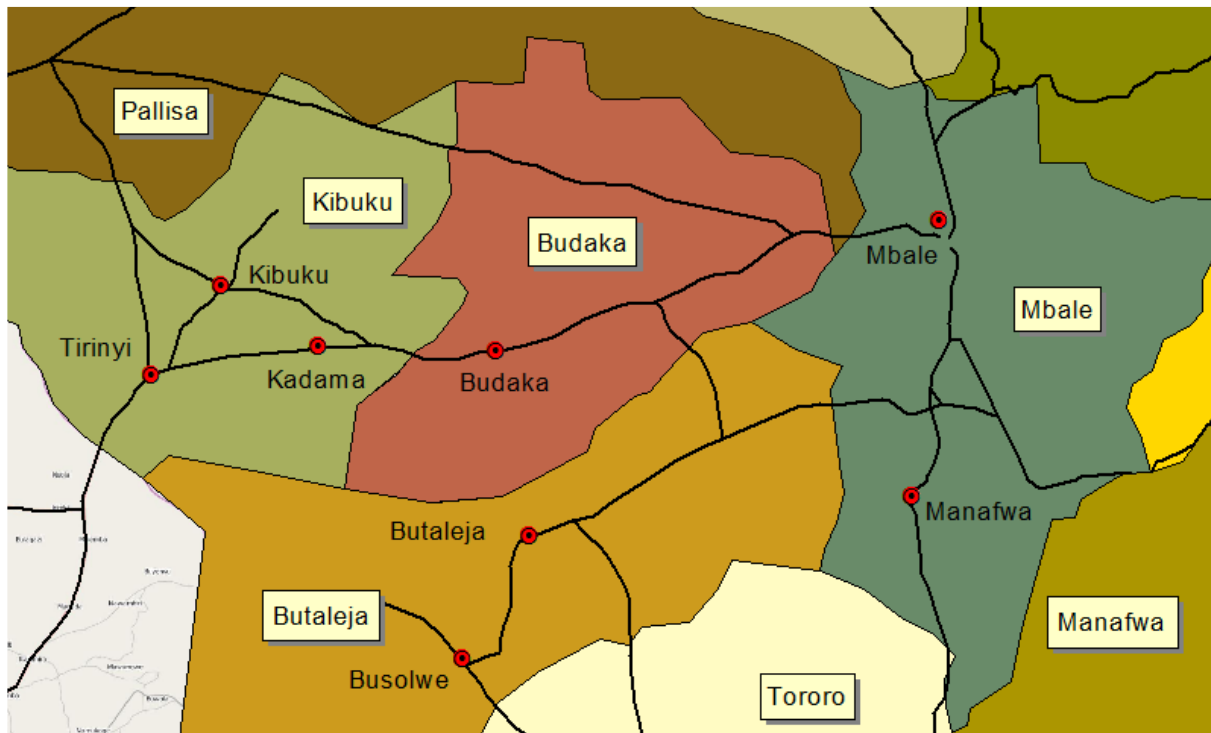 Pallisa
Kibuku
Budaka
Mbale
Kibuku
Mbale
Tirinyi
Kadama
Budaka
Manafwa
Butaleja
Butaleja
Manafwa
Busolwe
Tororo